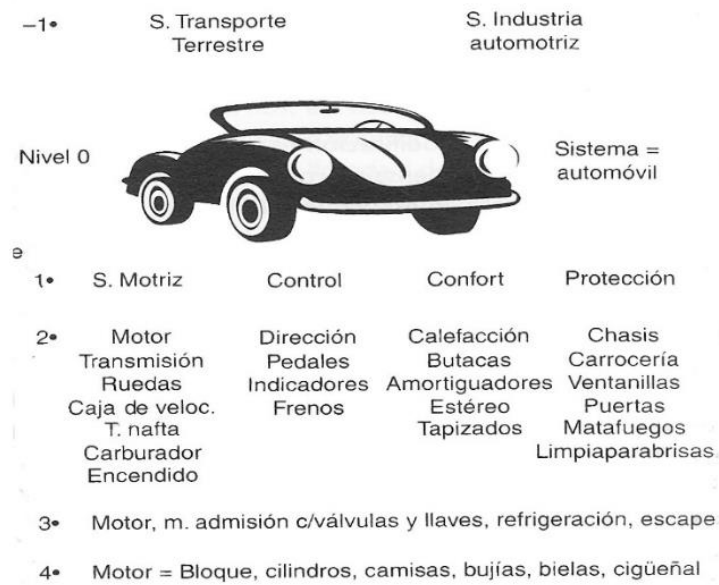 –1• S. Transporte Terrestre S. Industria automotriz
Nivel 0 Sistema = automóvil
e
1• S. Motriz Control Confort Protección
2• Motor Dirección Calefacción Chasis
Transmisión Pedales Butacas Carrocería
Ruedas Indicadores Amortiguadores Ventanillas
Caja de veloc. Frenos Estéreo Puertas
T. nafta Tapizados Matafuegos
Carburador Limpiaparabrisas
Encendido
3• Motor, m. admisión c/válvulas y llaves, refrigeración, escape
4• Motor = Bloque, cilindros, camisas, bujías, bielas, cigüeñal